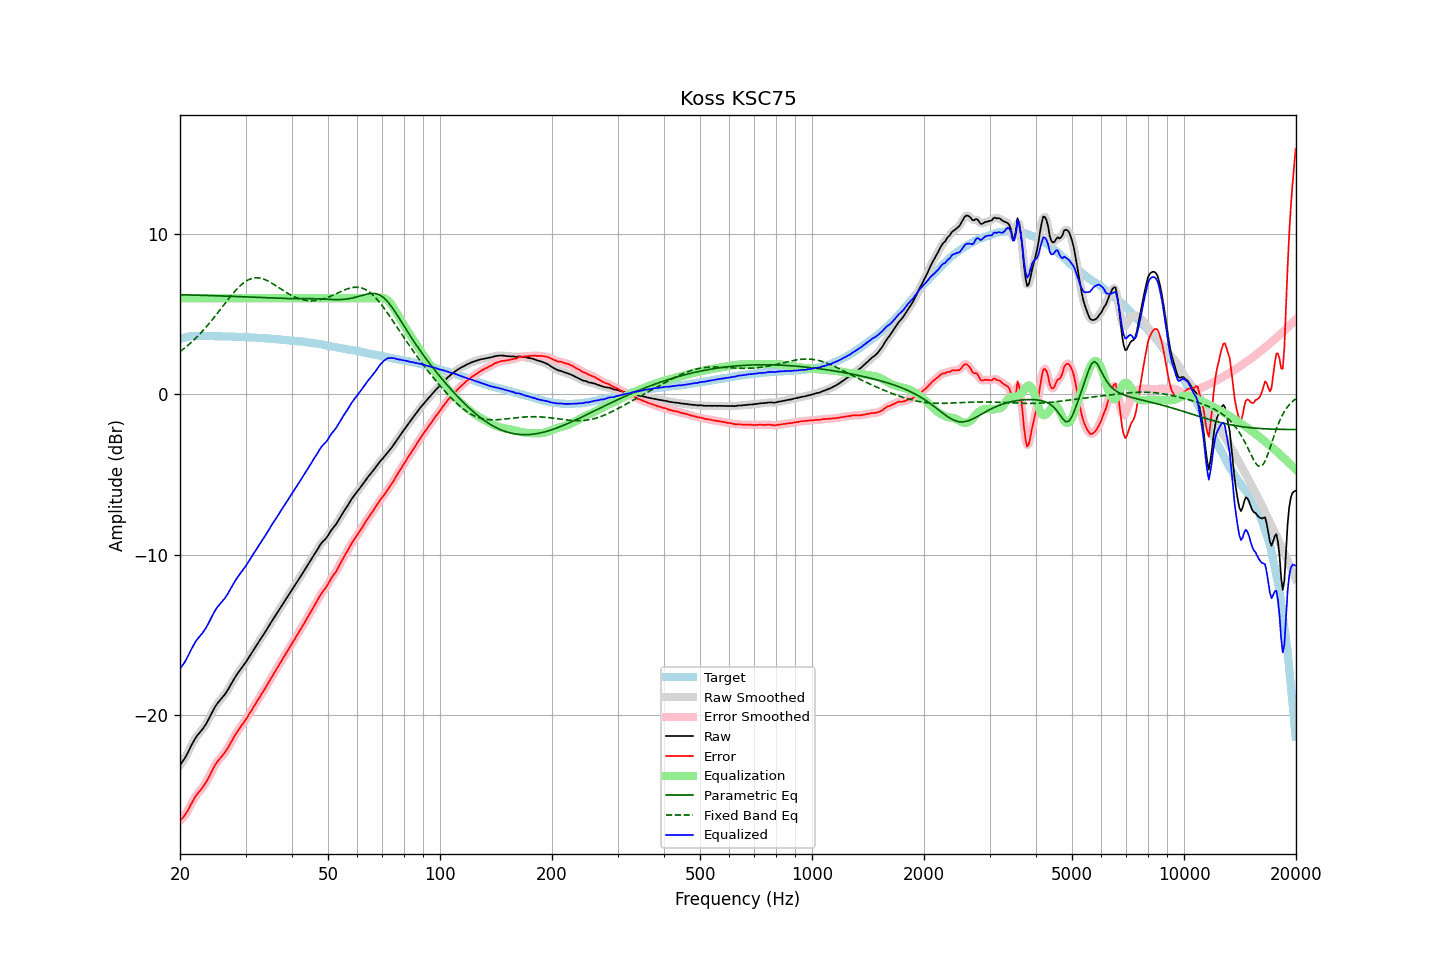 Koss KSC75
Amplitude (dBr)
10
0
−10
−20
Target
Raw Smoothed
Error Smoothed
Raw
Error
Equalization
Parametric Eq
Fixed Band Eq
Equalized
20 50 100 200 500 1000 2000 5000 10000 20000
Frequency (Hz)